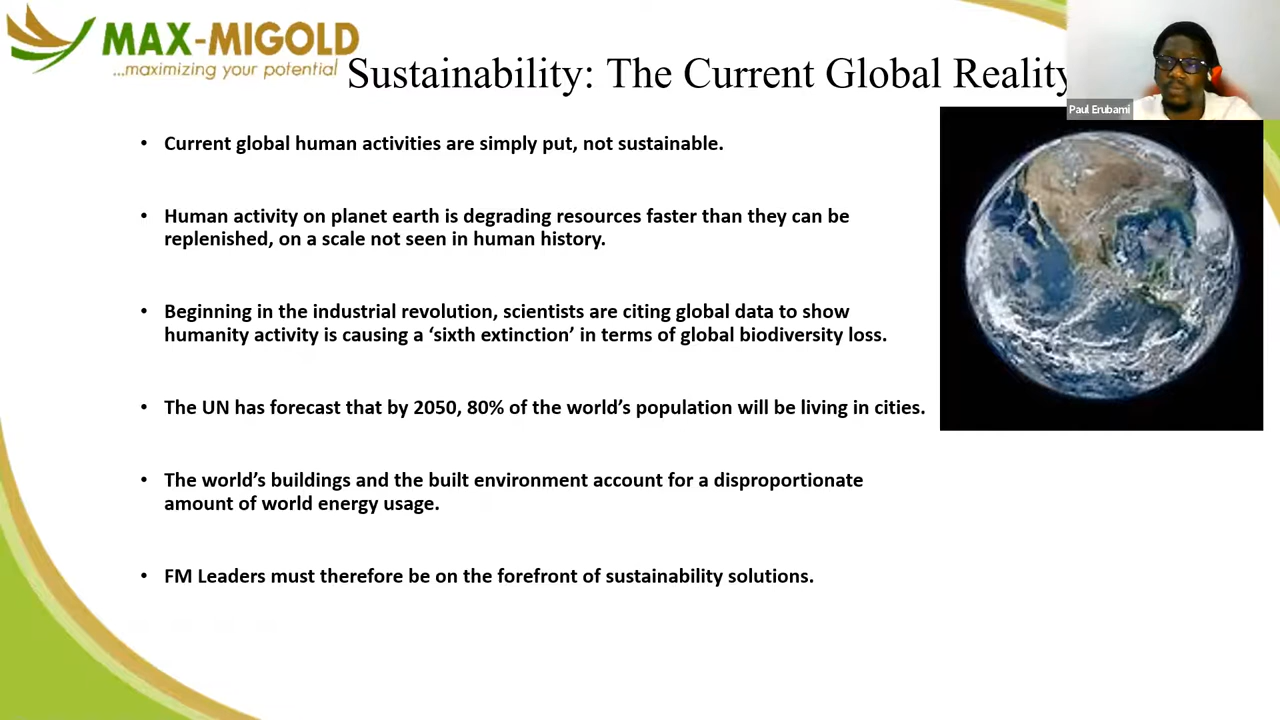 MAX-MIGOLD
...maximizing your potential
Sustainability: The Current Global Reality
Paul Erubami
• Current global human activities are simply put, not sustainable.
• Human activity on planet earth is degrading resources faster than they can be
replenished, on a scale not seen in human history.
• Beginning in the industrial revolution, scientists are citing global data to show
humanity activity is causing a ‘sixth extinction’ in terms of global biodiversity loss.
• The UN has forecast that by 2050, 80% of the world’s population will be living in cities.
• The world’s buildings and the built environment account for a disproportionate
amount of world energy usage.
• FM Leaders must therefore be on the forefront of sustainability solutions.